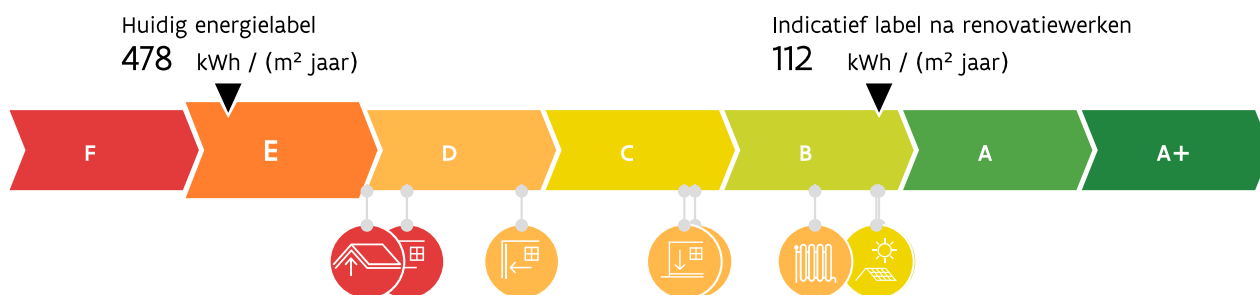 Huidig energielabel
478 kWh / (m² jaar)
Indicatief label na renovatiewerken
112 kWh / (m² jaar)
F E D C B A A+